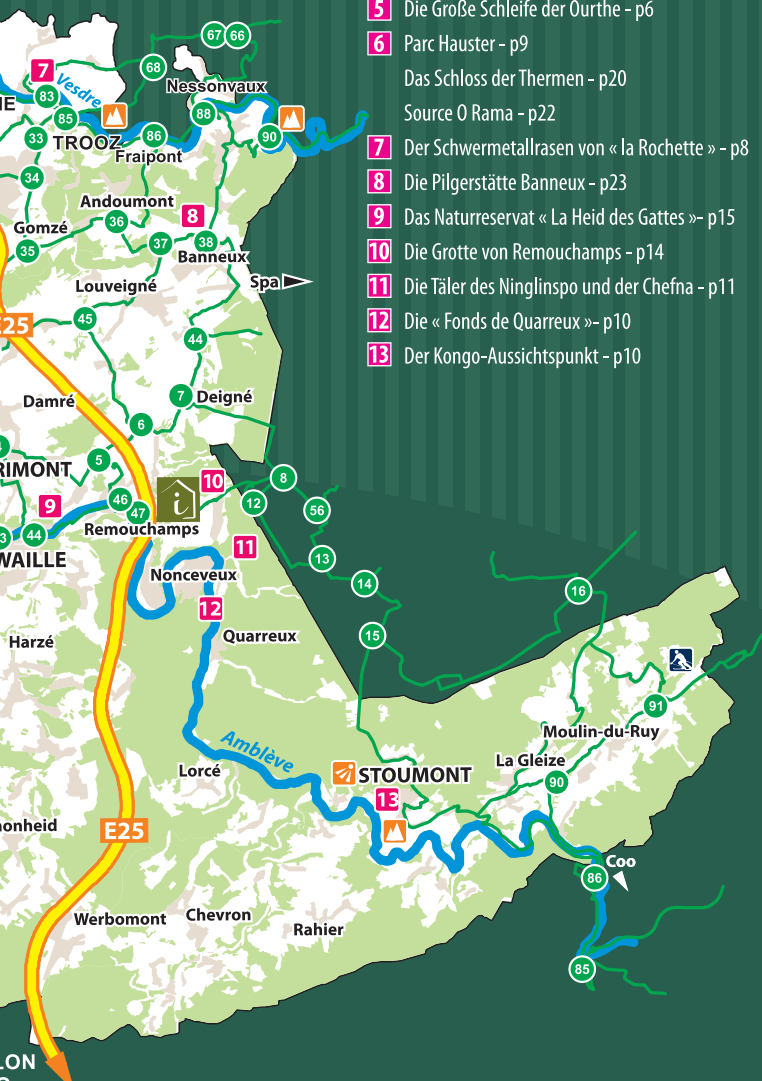 5 Die Große Schleife der Ourthe - p6
6 Parc Hauster - p9
Das Schloss der Thermen - p20
Source O Rama - p22
7 Der Schwermetallrasen von « la Rochette » - p8
8 Die Pilgerstätte Banneux - p23
9 Das Naturreservat « La Heid des Gattes »- p15
10 Die Grotte von Remouchamps - p14
11 Die Täler des Ninglinspo und der Chefna - p11
12 Die « Fonds de Quarreux »- p10
13 Der Kongo-Aussichtspunkt - p10
67 66
68
7
Vesdre
Nessonvaux
83
85
88
33
TROOZ
86
90
Fraipont
34
Andoumont
36
8
Gomzé
35
37
38
Banneux
Spa
Louveigné
45
E25
44
Damré
7
Deigné
6
RIMONT
5
10
8
46
9
47
i
12
56
44
Remouchamps
WAILLE
11
13
Nonceveux
14
16
12
Harzé
Quarreux
15
91
Amblève
Moulin-du-Ruy
Lorcé
STOUMONT
La Gleize
90
13
onheid
E25
Coo
86
Werbomont
Chevron
Rahier
85
LON